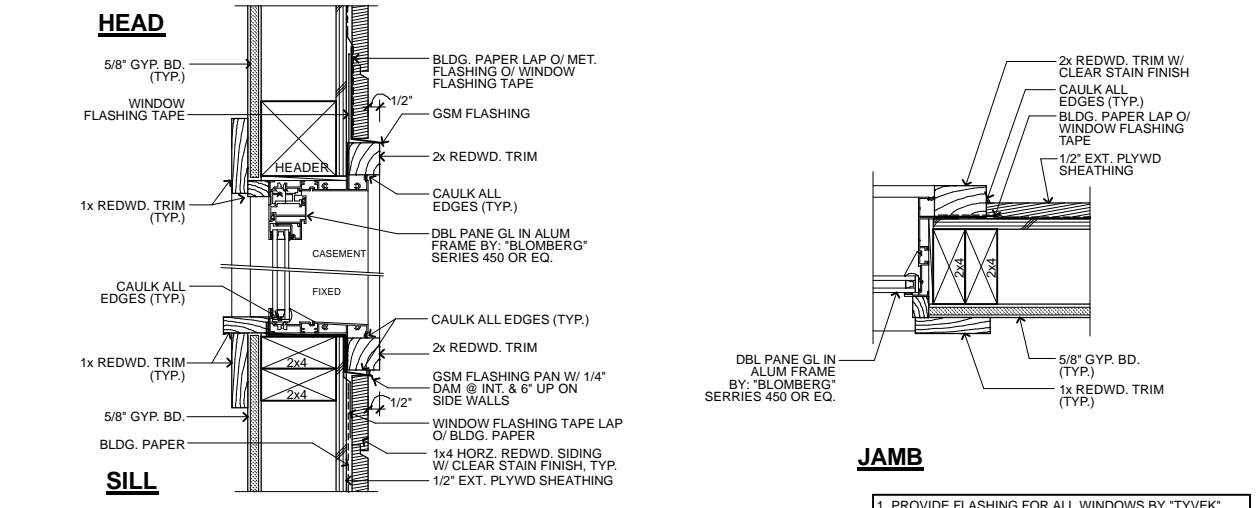 HEAD
5/8" GYP. BD.
(TYP.)
WINDOW
FLASHING TAPE
1x REDWD. TRIM
(TYP.)
CAULK ALL
EDGES (TYP.)
1x REDWD. TRIM
(TYP.)
5/8" GYP. BD.
BLDG. PAPER
SILL
HEADER
CASEMENT
FIXED
2x4
2x4
BLDG. PAPER LAP O/ MET.
FLASHING O/ WINDOW
FLASHING TAPE
1/2"
GSM FLASHING
2x REDWD. TRIM
CAULK ALL
EDGES (TYP.)
DBL PANE GL IN ALUM
FRAME BY: "BLOMBERG"
SERIES 450 OR EQ.
CAULK ALL EDGES (TYP.)
2x REDWD. TRIM
GSM FLASHING PAN W/ 1/4"
DAM @ INT. & 6" UP ON
SIDE WALLS
1/2"
WINDOW FLASHING TAPE LAP
O/ BLDG. PAPER
1x4 HORZ. REDWD. SIDING
W/ CLEAR STAIN FINISH, TYP.
1/2" EXT. PLYWD SHEATHING
2x REDWD. TRIM W/
CLEAR STAIN FINISH
CAULK ALL
EDGES (TYP.)
BLDG. PAPER LAP O/
WINDOW FLASHING
TAPE
1/2" EXT. PLYWD
SHEATHING
2x4
2x4
DBL PANE GL IN
ALUM FRAME
BY: "BLOMBERG"
SERRIES 450 OR EQ.
5/8" GYP. BD.
(TYP.)
1x REDWD. TRIM
(TYP.)
JAMB
1. PROVIDE FLASHING FOR ALL WINDOWS BY "TYVEK"